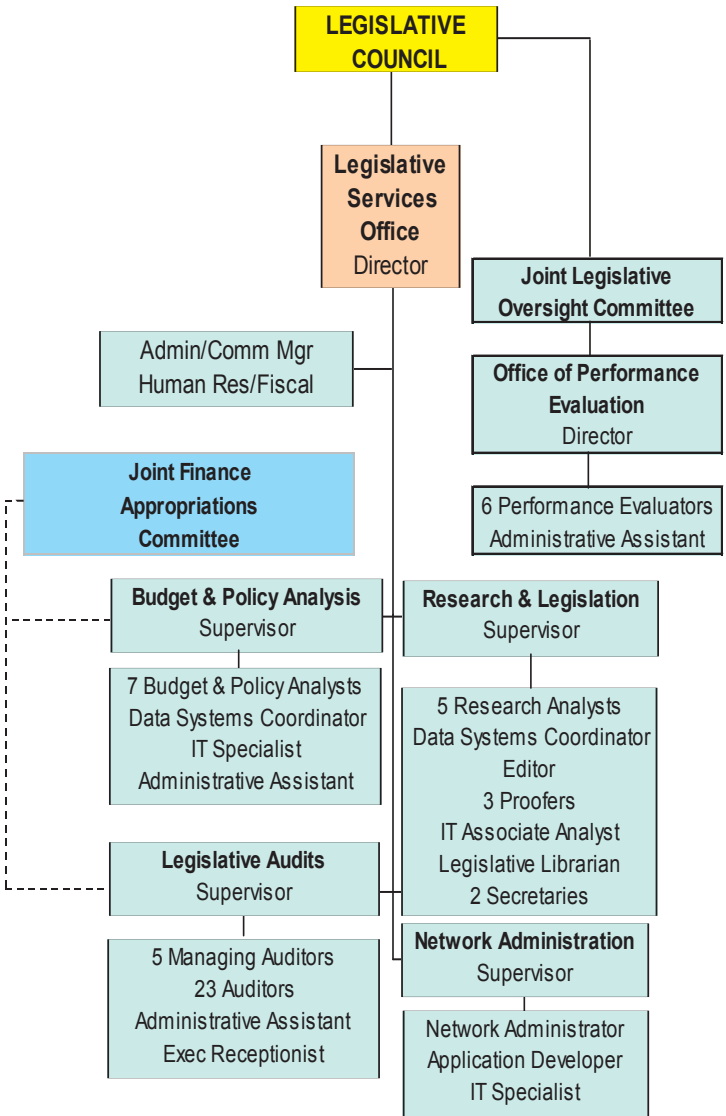 LEGISLATIVE
COUNCIL
Legislative
Services
Office
Director
Joint Legislative
Oversight Committee
Admin/Comm Mgr
Human Res/Fiscal
Office of Performance
Evaluation
Director
Joint Finance
Appropriations
Committee
6 Performance Evaluators
Administrative Assistant
Budget & Policy Analysis
Supervisor
Research & Legislation
Supervisor
7 Budget & Policy Analysts
Data Systems Coordinator
IT Specialist
Administrative Assistant
5 Research Analysts
Data Systems Coordinator
Editor
3 Proofers
IT Associate Analyst
Legislative Librarian
2 Secretaries
Legislative Audits
Supervisor
5 Managing Auditors
23 Auditors
Administrative Assistant
Exec Receptionist
Network Administration
Supervisor
Network Administrator
Application Developer
IT Specialist